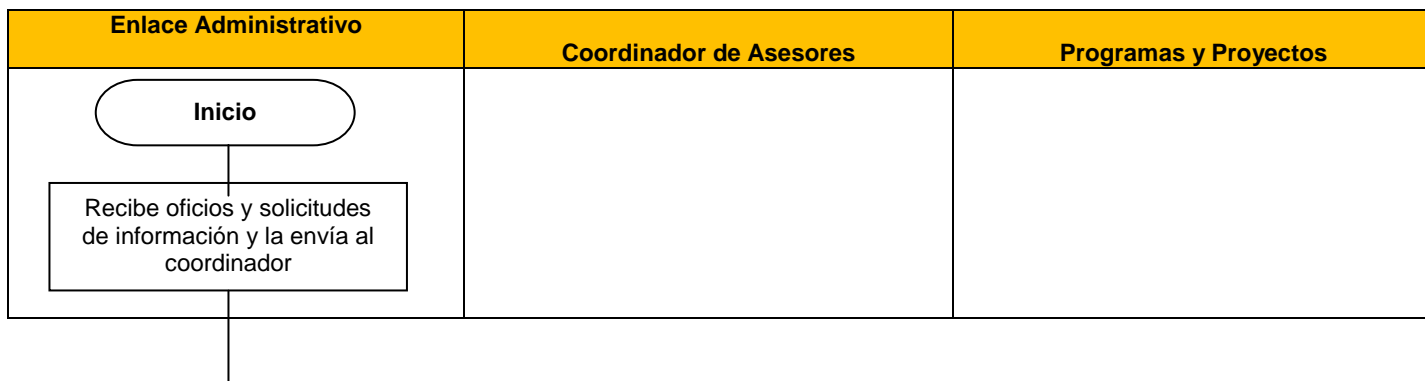 Enlace Administrativo
Coordinador de Asesores
Programas y Proyectos
Inicio
Recibe oficios y solicitudes
de información y la envía al
coordinador